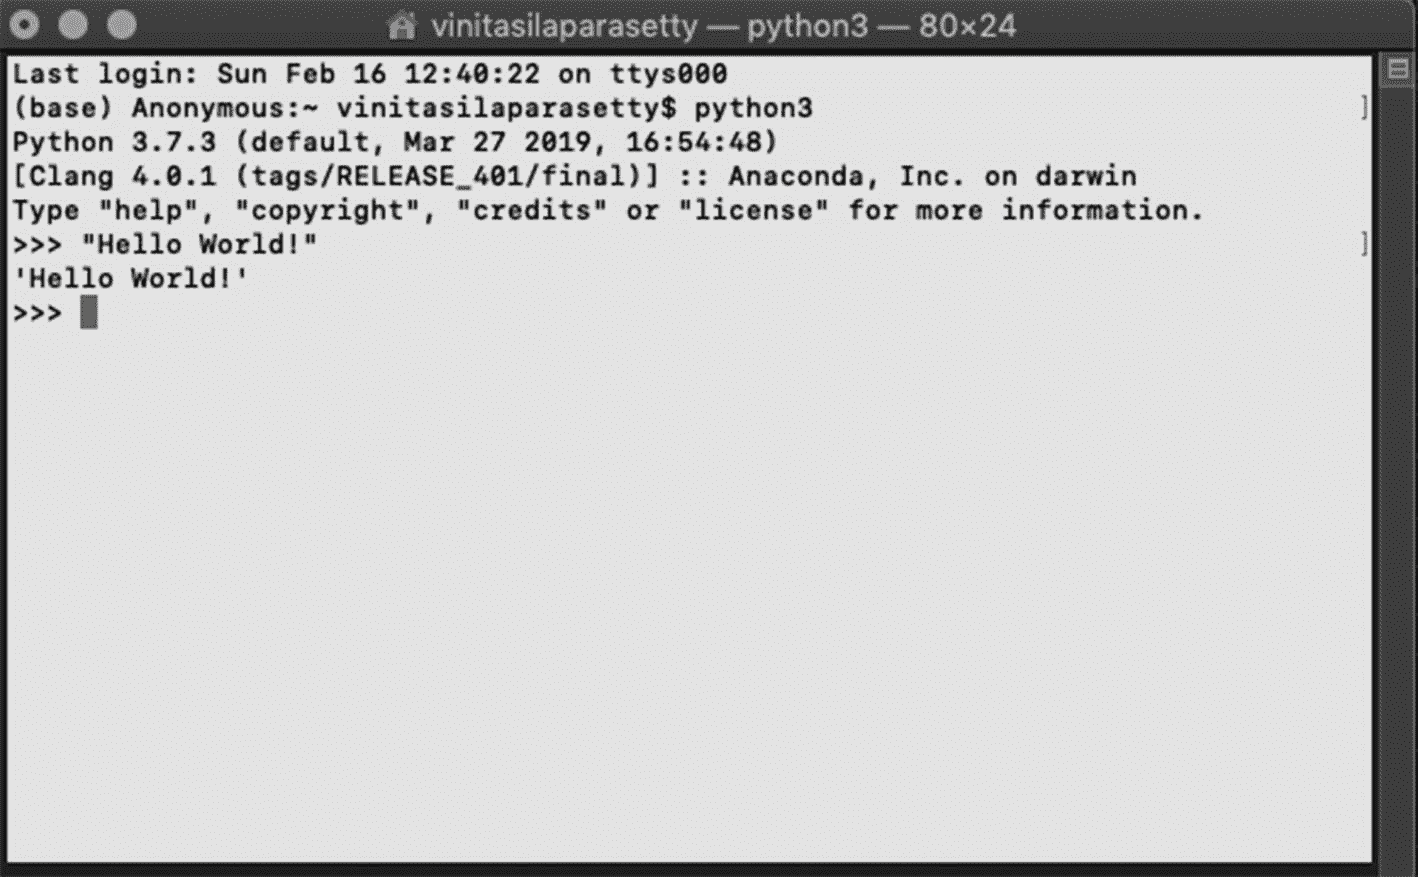 vinitasilaparasetty — python3 — 80×24
Last login: Sun Feb 16 12:40:22 on ttys000
(base) Anonymous:~ vinitasilaparasetty$ python3 ]
Python 3.7.3 (default, Mar 27 2019, 16:54:48)
[Clang 4.0.1 (tags/RELEASE_401/final)] :: Anaconda, Inc. on darwin
Type "help", "copyright", "credits" or "license" for more information.
>>> "Hello World!" ]
'Hello World!'
>>>